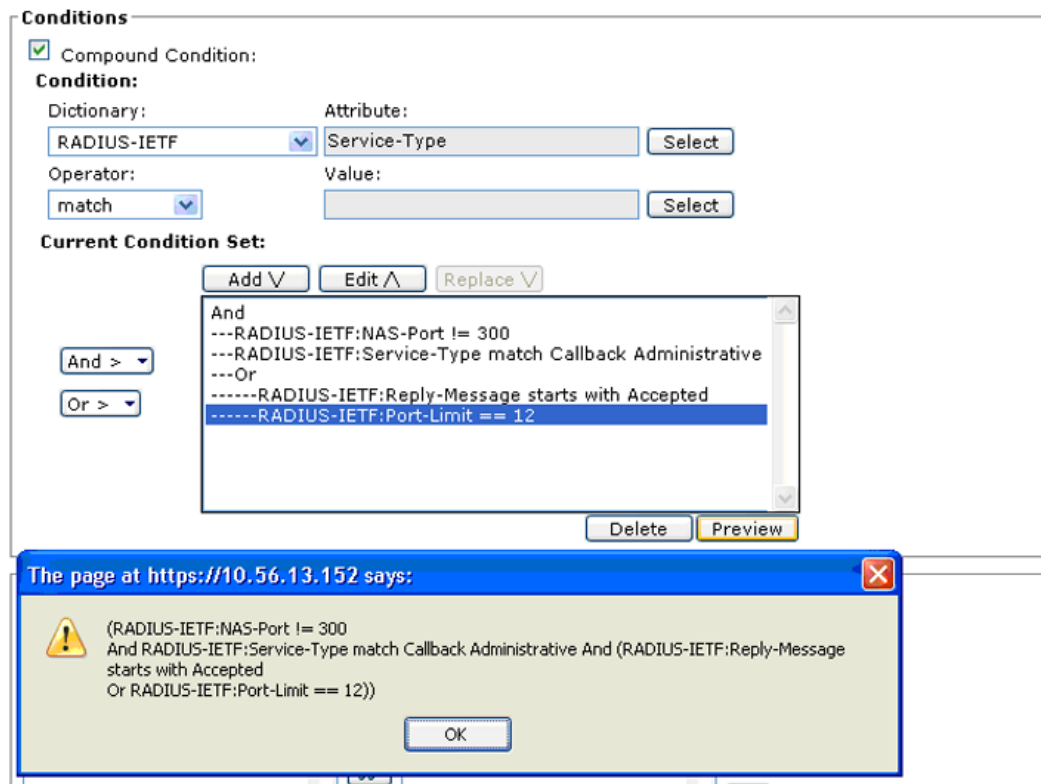 Conditions
Compound Condition:
Condition:
Dictionary: Attribute:
RADIUS-IETF Service-Type Select
Operator: Value:
match Select
Current Condition Set:
Add \/ Edit /\ Replace \/
And
---RADIUS-IETF:NAS-Port != 300
---RADIUS-IETF:Service-Type match Callback Administrative
And >
---Or
------RADIUS-IETF:Reply-Message starts with Accepted
Or >
------RADIUS-IETF:Port-Limit == 12
Delete Preview
The page at https://10.56.13.152 says:
(RADIUS-IETF:NAS-Port != 300
And RADIUS-IETF:Service-Type match Callback Administrative And (RADIUS-IETF:Reply-Message
starts with Accepted
Or RADIUS-IETF:Port-Limit == 12))
OK